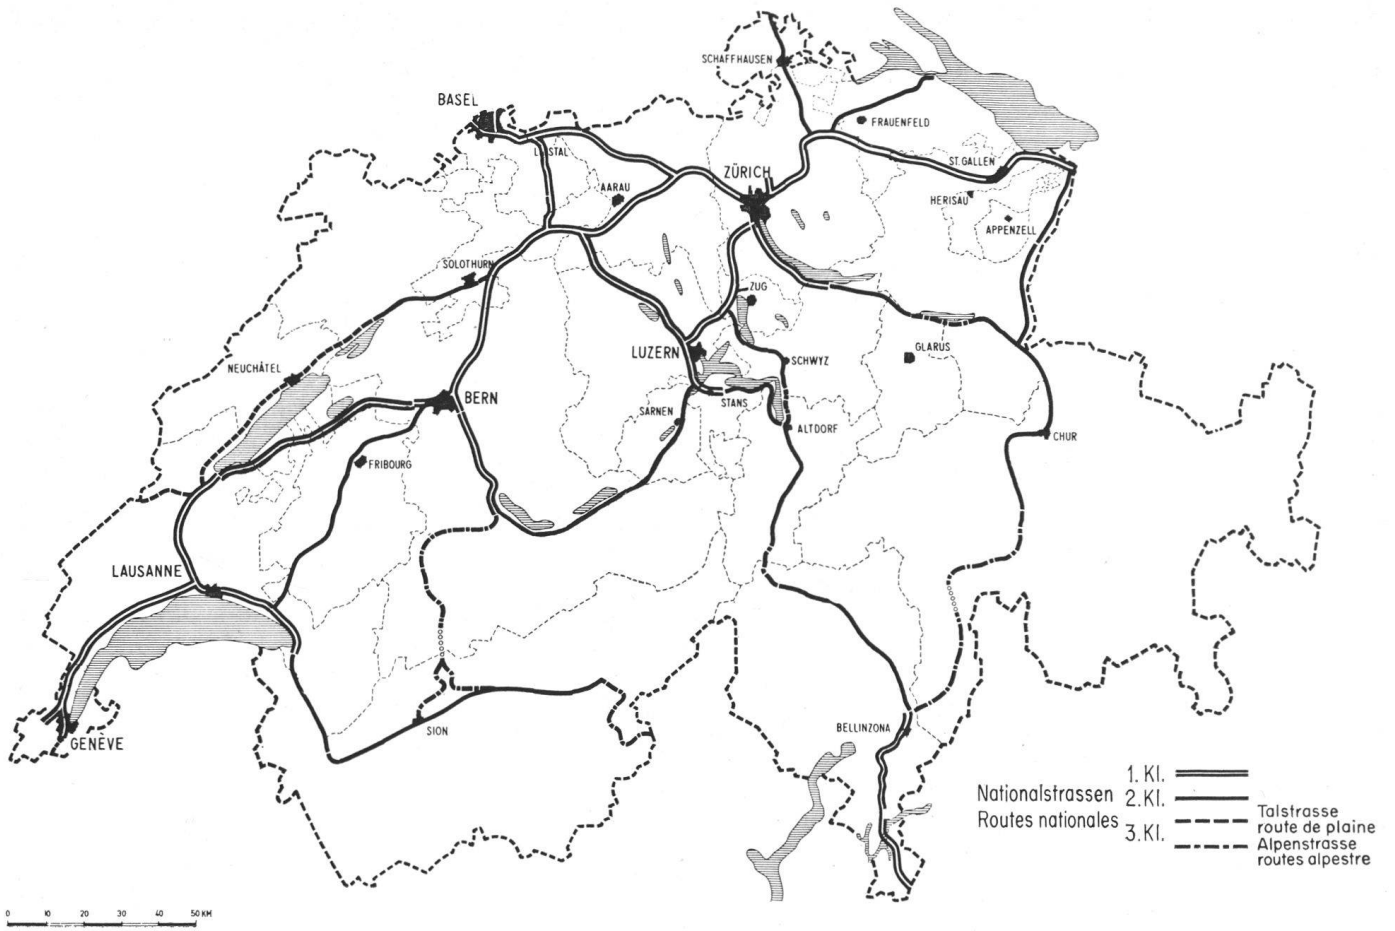 SCHAFFHAUSEN
BASEL
FRAUENFELD
LIESTAL
ST. GALLEN
ZÜRICH
AARAU
HERISAU
APPENZELL
SOLOTHURN
ZUG
LUZERN
GLARUS
SCHWYZ
NEUCHÂTEL
BERN
STANS
SARNEN
ALTDORF
CHUR
FRIBOURG
LAUSANNE
SION
BELLINZONA
GENÈVE
Nationalstrassen
Routes nationales
1. Kl.
2. Kl.
3. Kl.
Talstrasse
route de plaine
Alpenstrasse
routes alpestre
0 10 20 30 40 50 KM